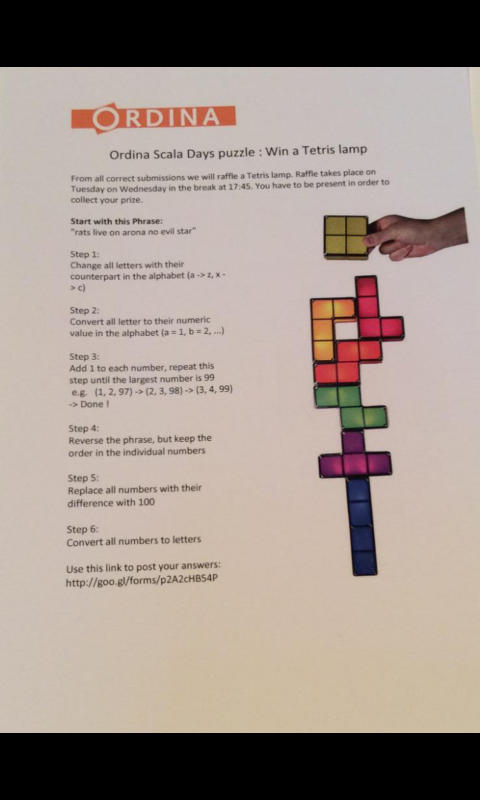 ORDINA
Ordina Scala Days puzzle : Win a Tetris lamp
From all correct submissions we will raffle a Tetris lamp. Raffle takes place on
Tuesday on Wednesday in the break at 17:45. You have to be present in order to
collect your prize.
Start with this Phrase:
"rats live on arona no evil star"
Step 1:
Change all letters with their
counterpart in the alphabet (a -> z, x -
> c)
Step 2:
Convert all letter to their numeric
value in the alphabet (a = 1, b = 2, ...)
Step 3:
Add 1 to each number, repeat this
step until the largest number is 99
e.g. (1, 2, 97) -> (2, 3, 98) -> (3, 4, 99)
-> Done !
Step 4:
Reverse the phrase, but keep the
order in the individual numbers
Step 5:
Replace all numbers with their
difference with 100
Step 6:
Convert all numbers to letters
Use this link to post your answers:
http://goo.gl/forms/p2A2cHBS4P